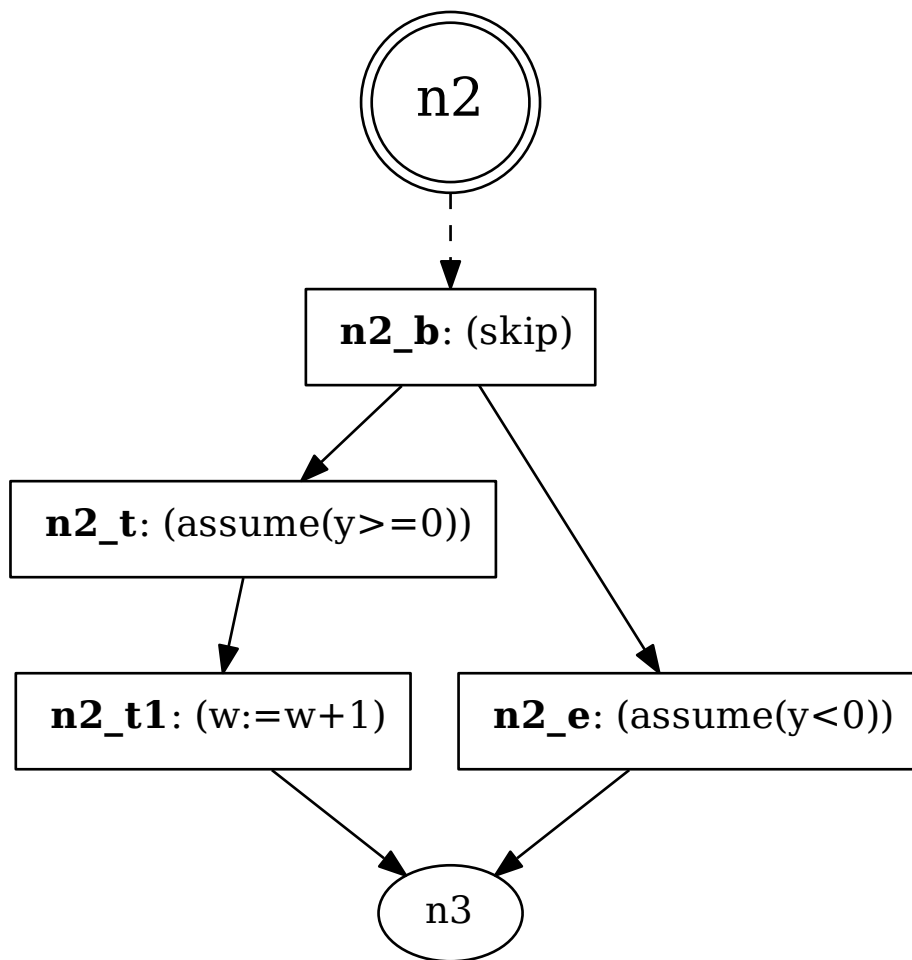 n2
n2_b: (skip)
n2_t: (assume(y>=0))
n2_t1: (w:=w+1)
n2_e: (assume(y<0))
n3